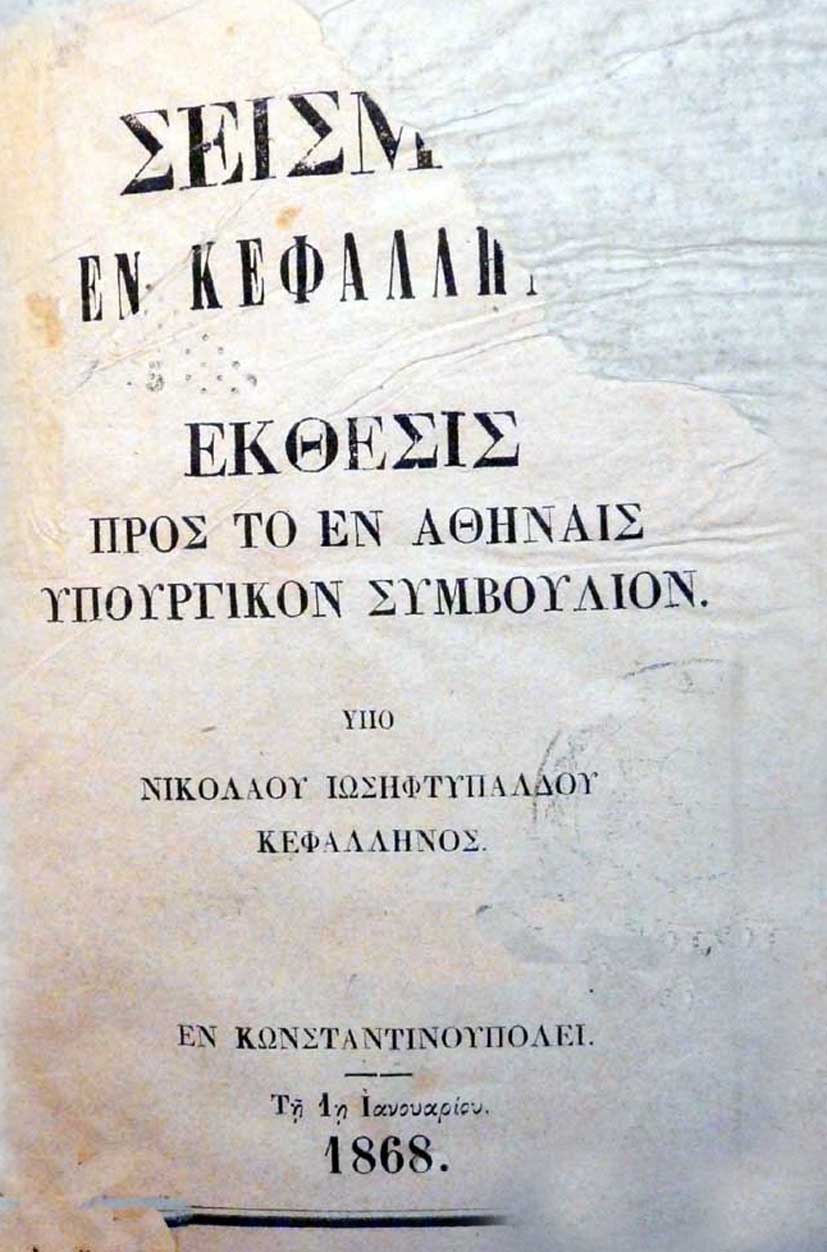 ΣΕΙΣΜ
ΕΝ ΚΕΦΑΛΛΗ
ΕΚΘΕΣΙΣ
ΠΡΟΣ ΤΟ ΕΝ ΑΘΗΝΑΙΣ
ΥΠΟΥΡΓΙΚΟΝ ΣΥΜΒΟΥΛΙΟΝ.
ΥΠΟ
ΝΙΚΟΛΑΟΥ ΙΩΣΗΦΤΥΠΑΛΔΟΥ
ΚΕΦΑΛΛΗΝΟΣ.
ΕΝ ΚΩΝΣΤΑΝΤΙΝΟΥΠΟΛΕΙ.
Τῇ 1η Ἰανουαρίου.
1868.